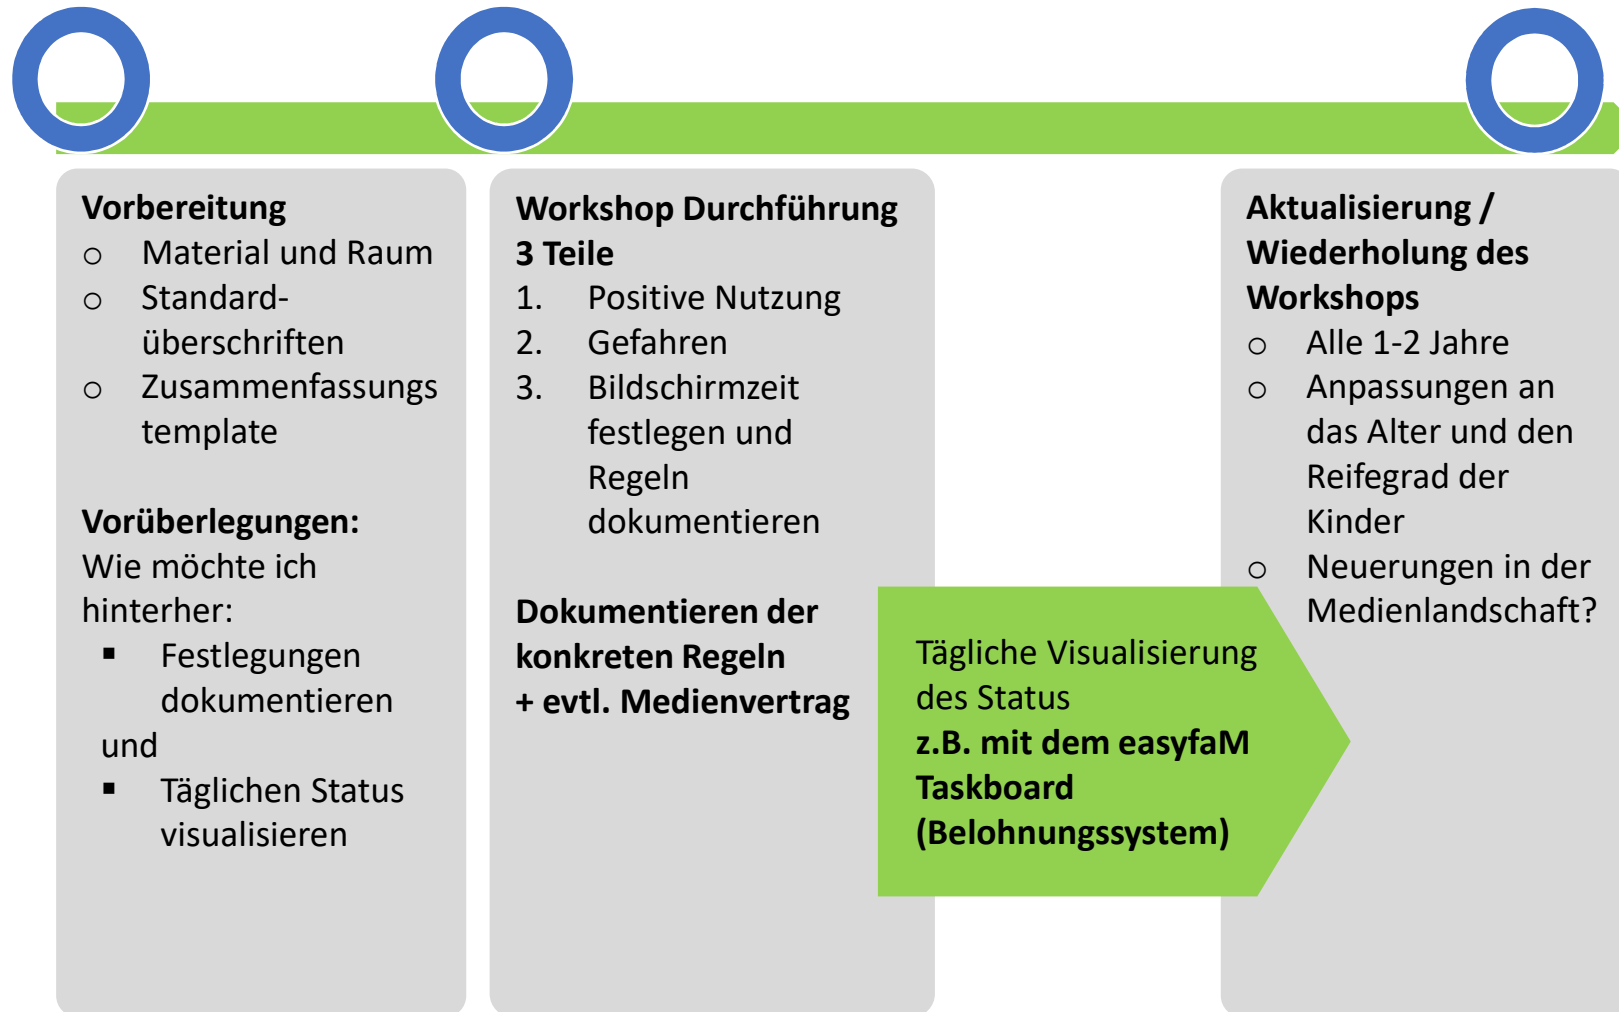 Vorbereitung
o Material und Raum
o Standard-
überschriften
o Zusammenfassungs
template
Vorüberlegungen:
Wie möchte ich
hinterher:
▪ Festlegungen
dokumentieren
und
▪ Täglichen Status
visualisieren
Workshop Durchführung
3 Teile
1. Positive Nutzung
2. Gefahren
3. Bildschirmzeit
festlegen und
Regeln
dokumentieren
Dokumentieren der
konkreten Regeln
+ evtl. Medienvertrag
Tägliche Visualisierung
des Status
z.B. mit dem easyfaM
Taskboard
(Belohnungssystem)
Aktualisierung /
Wiederholung des
Workshops
o Alle 1-2 Jahre
o Anpassungen an
das Alter und den
Reifegrad der
Kinder
o Neuerungen in der
Medienlandschaft?